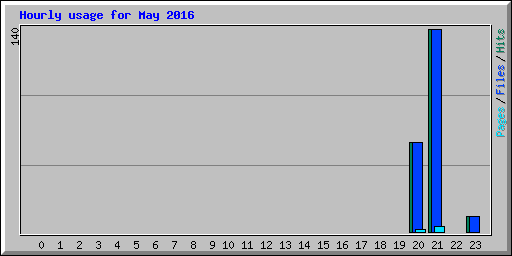 Hourly usage for May 2016
140
Pages/Files/Hits
0 1 2 3 4 5 6 7 8 9 10 11 12 13 14 15 16 17 18 19 20 21 22 23